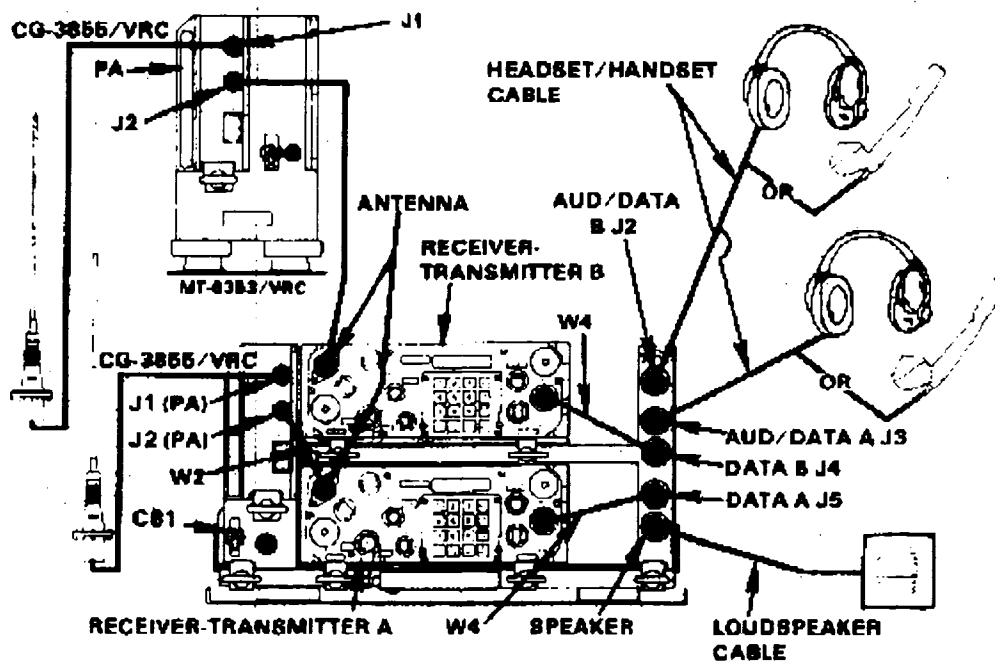 CG-3855/VRC
J1
PA
J2
HEADSET/HANDSET
CABLE
OR
ANTENNA
AUD/DATA
B J2
RECEIVER-
TRANSMITTER B
MT-6353/VRC
W4
CG-3855/VRC
OR
J1 (PA)
J2 (PA)
AUD/DATA A J3
W2
DATA B J4
DATA A J5
CB1
RECEIVER-TRANSMITTER A
W4
SPEAKER
LOUDSPEAKER
CABLE